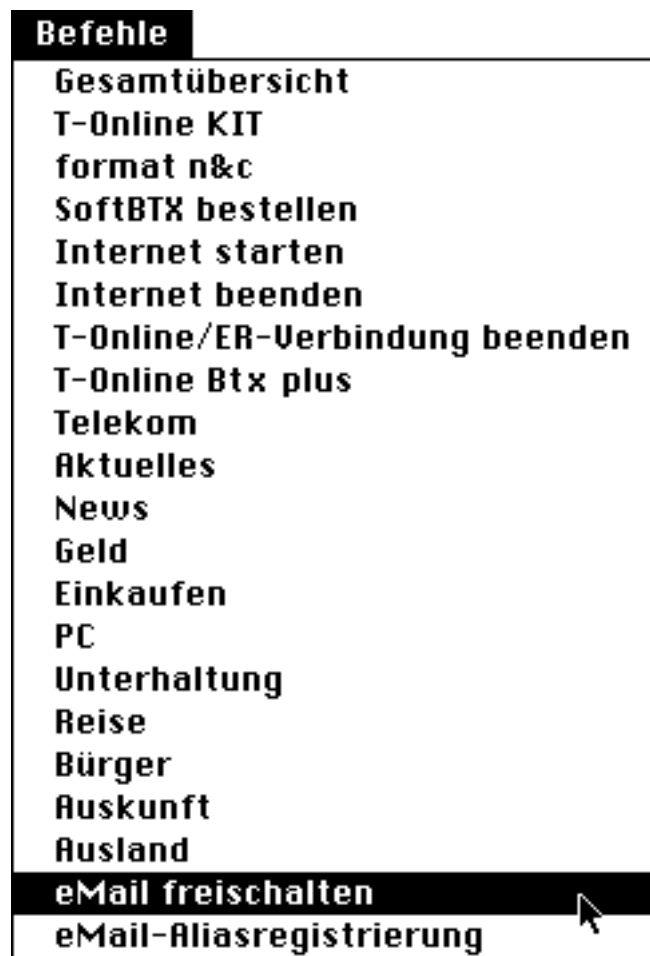 Befehle
Gesamtübersicht
T-Online KIT
format n&c
SoftBTX bestellen
Internet starten
Internet beenden
T-Online/ER-Verbindung beenden
T-Online Btx plus
Telekom
Aktuelles
News
Geld
Einkaufen
PC
Unterhaltung
Reise
Bürger
Auskunft
Ausland
eMail freischalten
eMail-Aliasregistrierung